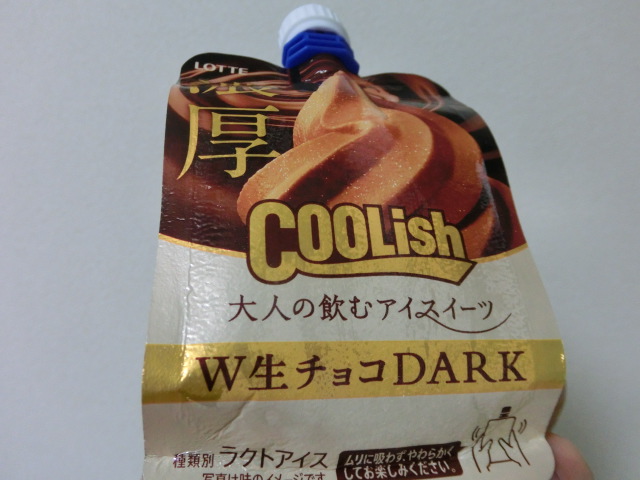 LOTTE
濃厚
COOLish
大人の飲むアイスイーツ
W生チョコDARK
種類別 ラクトアイス
写真は味のイメージです
ムリに吸わずやわらかく
してお楽しみください。